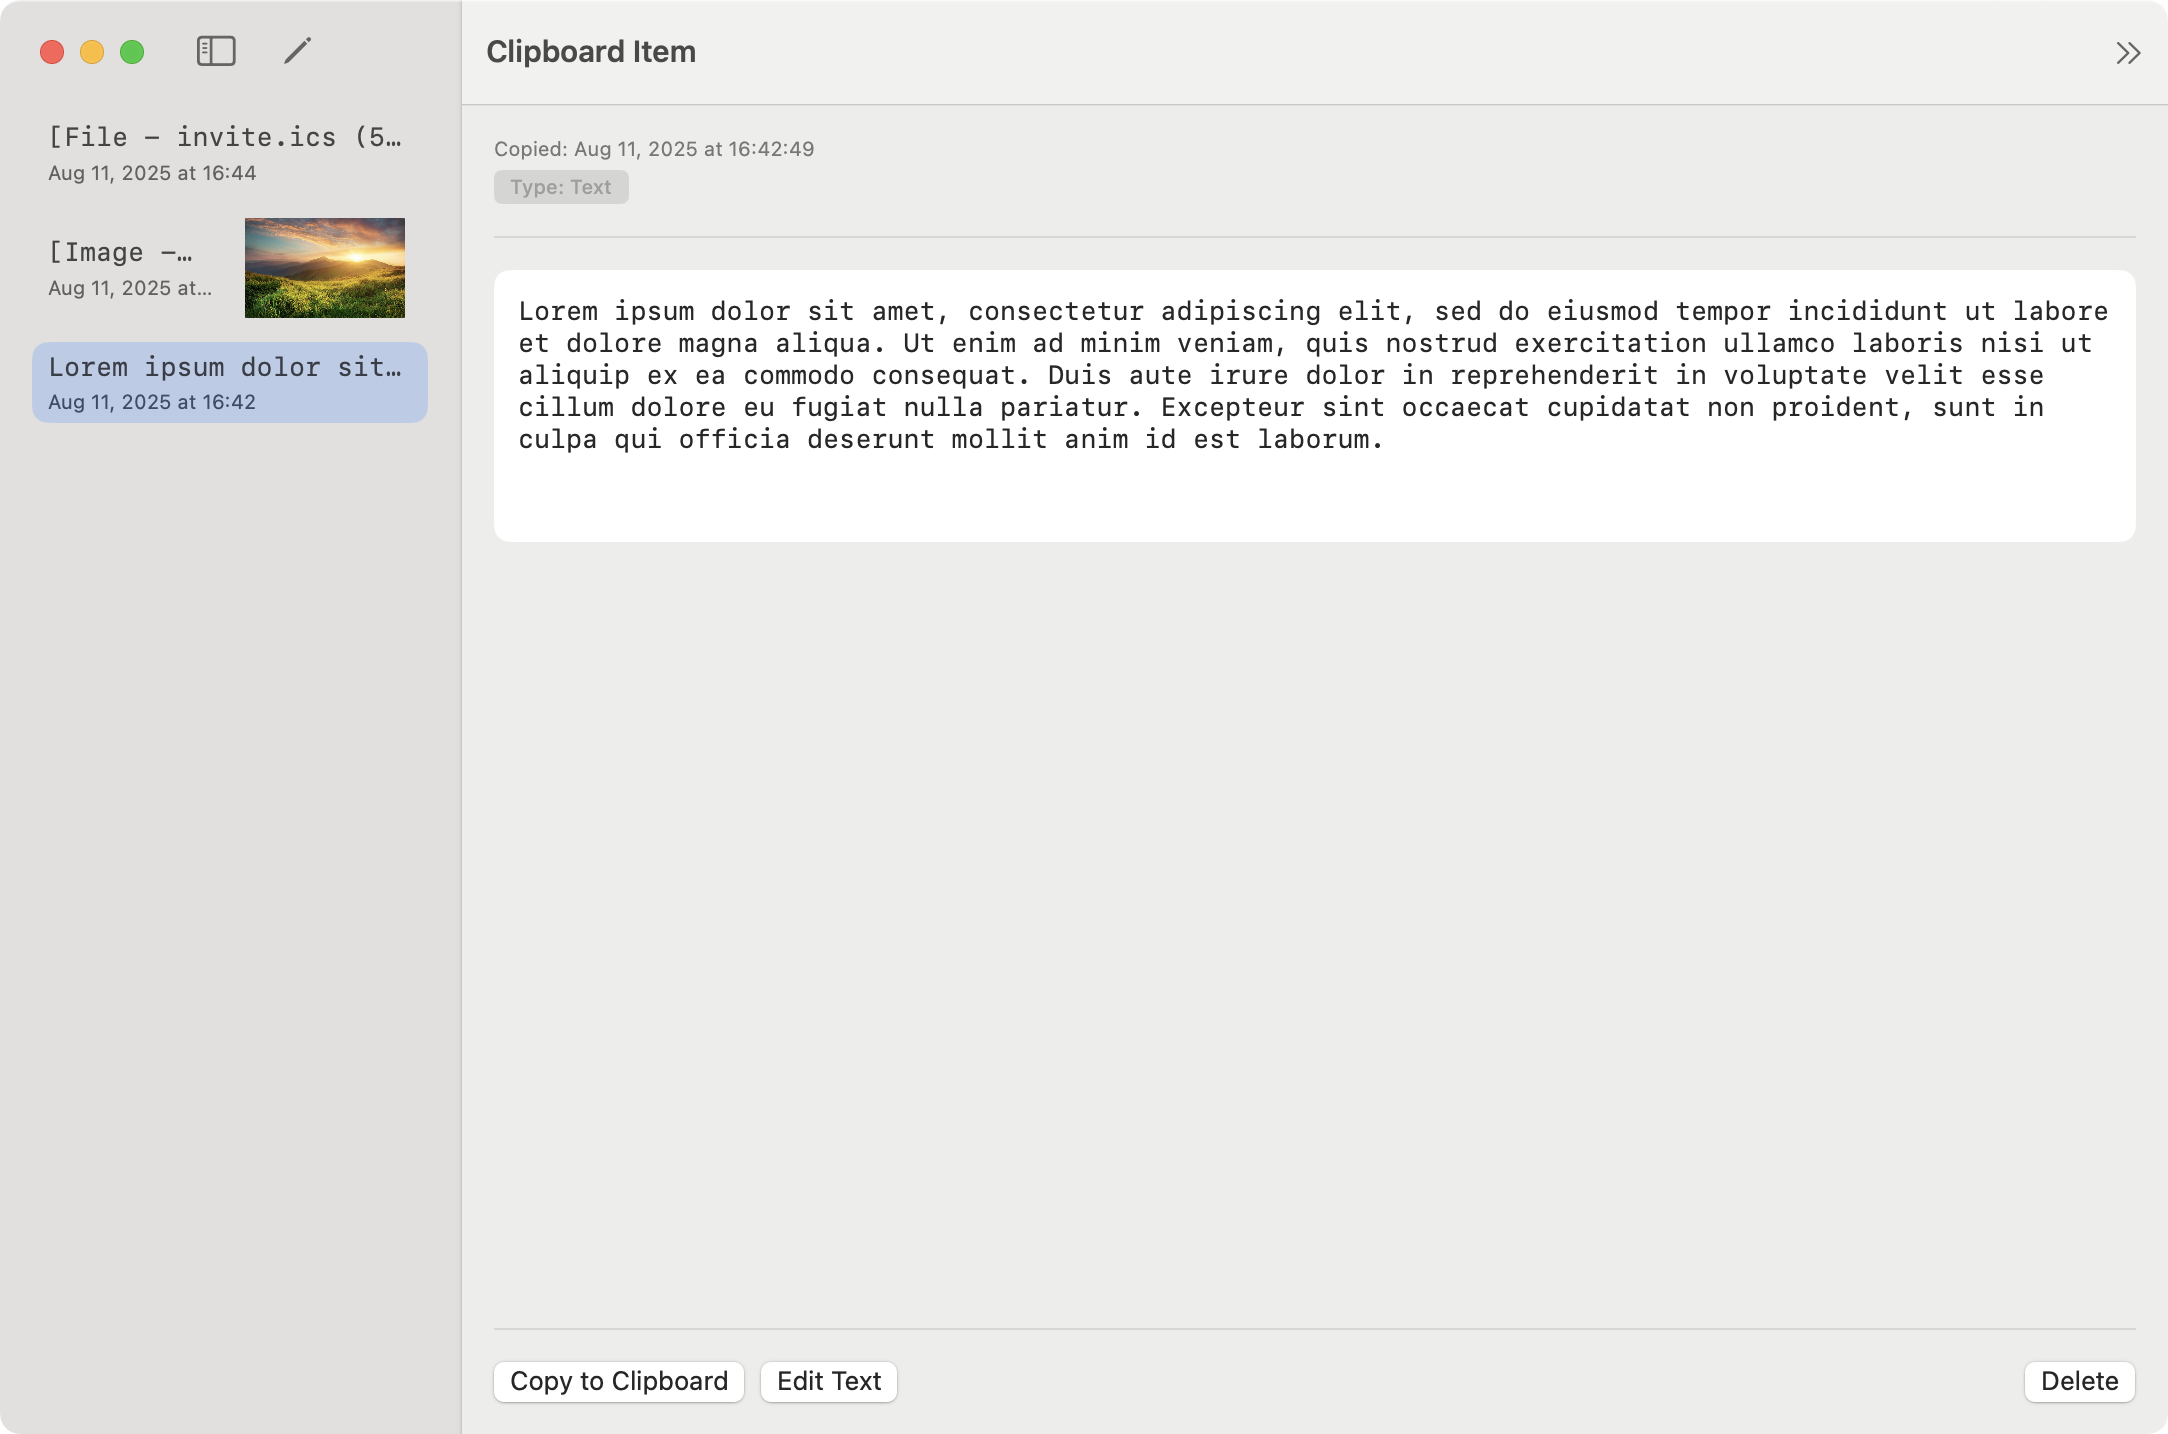 Clipboard Item
[File – invite.ics (5…
Aug 11, 2025 at 16:44
[Image –…
Aug 11, 2025 at…
Lorem ipsum dolor sit…
Aug 11, 2025 at 16:42
Copied: Aug 11, 2025 at 16:42:49
Type: Text
Lorem ipsum dolor sit amet, consectetur adipiscing elit, sed do eiusmod tempor incididunt ut labore
et dolore magna aliqua. Ut enim ad minim veniam, quis nostrud exercitation ullamco laboris nisi ut
aliquip ex ea commodo consequat. Duis aute irure dolor in reprehenderit in voluptate velit esse
cillum dolore eu fugiat nulla pariatur. Excepteur sint occaecat cupidatat non proident, sunt in
culpa qui officia deserunt mollit anim id est laborum.
Copy to Clipboard
Edit Text
Delete